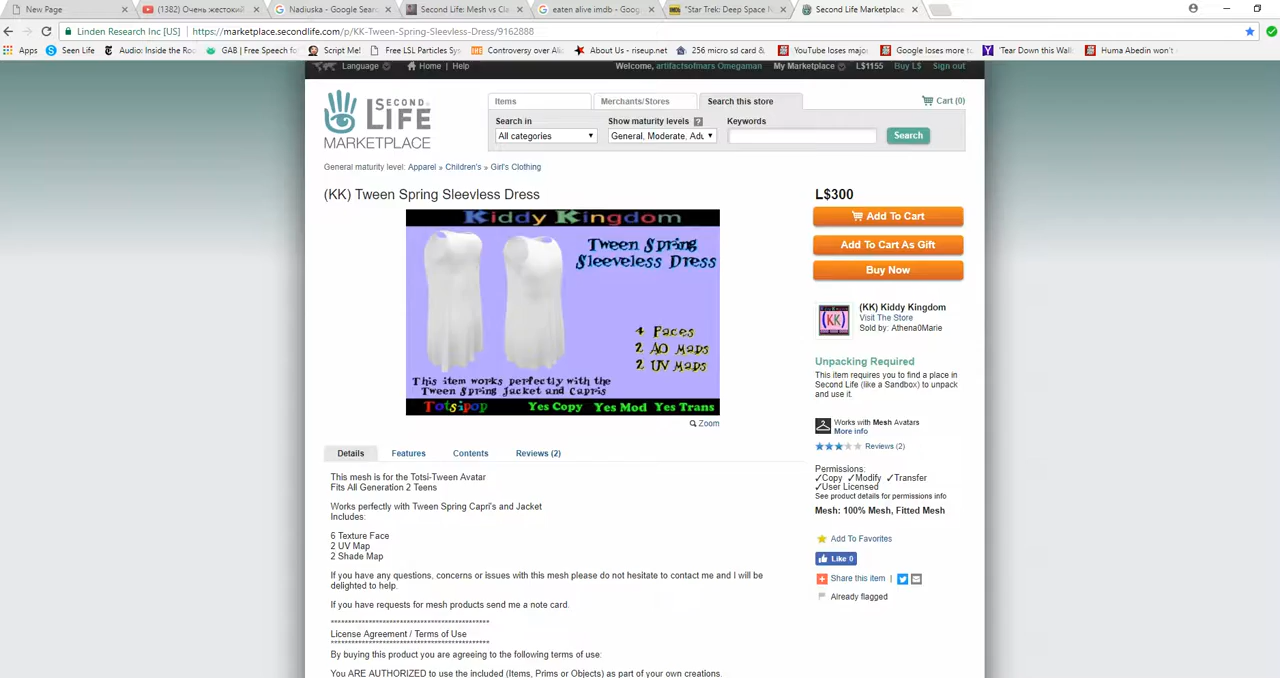 New Page
(1382) Очень жестокий
Nadiuska - Google Sear
Second Life: Mesh vs Cla
eaten alive imdb - Goog
"Star Trek: Deep Space N
Second Life Marketplace
Linden Research Inc [US] https://marketplace.secondlife.com/p/KK-Tween-Spring-Sleevless-Dress/9162888
Apps Seen Life Audio: Inside the Roc GAB | Free Speech fo Script Me! Free LSL Particles Sys Controversy over Ali About Us - riseup.net 256 micro sd card & YouTube loses majo Google loses more t 'Tear Down this Wall Huma Abedin won't
Language Home | Help Welcome, artifactsofmars Omegaman My Marketplace L$1155 Buy L$ Sign out
SECOND LIFE
MARKETPLACE
Items Merchants/Stores Search this store Cart (0)
Search in Show maturity levels ? Keywords
All categories General, Moderate, Adu Search
General maturity level: Apparel » Children's » Girl's Clothing
(KK) Tween Spring Sleevless Dress
Kiddy Kingdom
Tween Spring
Sleeveless Dress
4 Faces
2 AO Maps
2 UV Maps
This item works perfectly with the
Tween Spring Jacket and Capris
Totsipop Yes Copy Yes Mod Yes Trans
Zoom
L$300
Add To Cart
Add To Cart As Gift
Buy Now
(KK)
(KK) Kiddy Kingdom
Visit The Store
Sold by: Athena0Marie
Unpacking Required
This item requires you to find a place in
Second Life (like a Sandbox) to unpack
and use it.
Works with Mesh Avatars
More info
Reviews (2)
Permissions:
✓Copy ✓Modify ✓Transfer
✓User Licensed
See product details for permissions info
Mesh: 100% Mesh, Fitted Mesh
Add To Favorites
Like 0
Share this item |
Already flagged
Details Features Contents Reviews (2)
This mesh is for the Totsi-Tween Avatar
Fits All Generation 2 Teens
Works perfectly with Tween Spring Capri's and Jacket
Includes:
6 Texture Face
2 UV Map
2 Shade Map
If you have any questions, concerns or issues with this mesh please do not hesitate to contact me and I will be
delighted to help.
If you have requests for mesh products send me a note card.
**********************************************
License Agreement / Terms of Use
**********************************************
By buying this product you are agreeing to the following terms of use:
You ARE AUTHORIZED to use the included (Items, Prims or Objects) as part of your own creations.